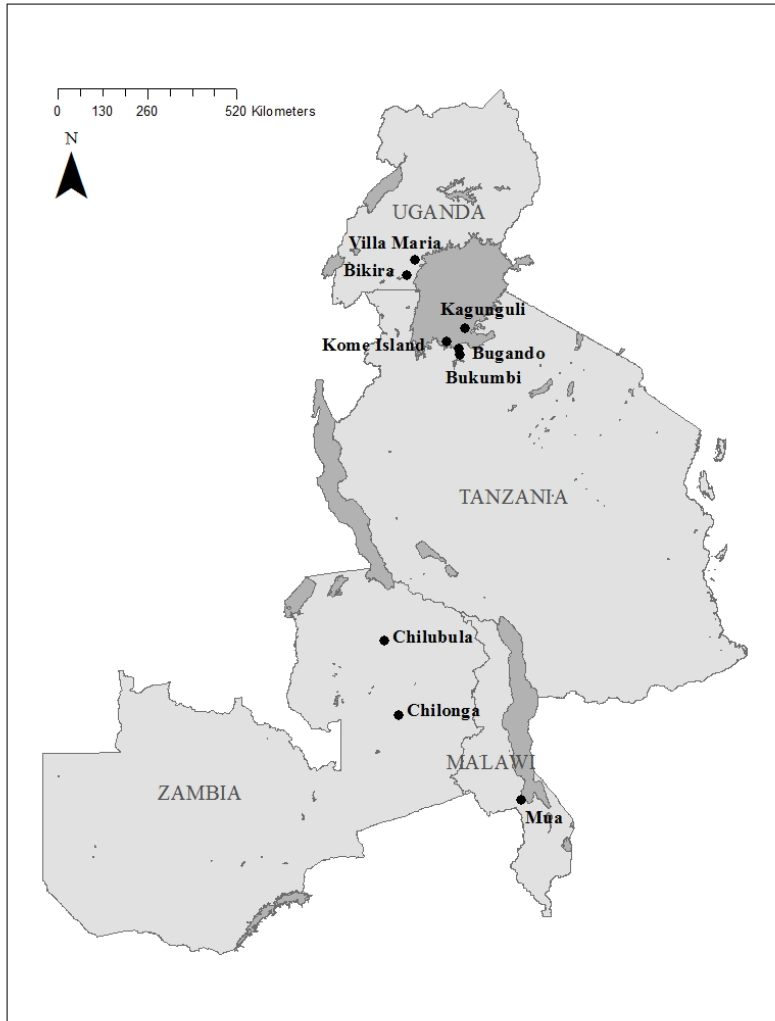 0 130 260 520 Kilometers
N
UGANDA
Villa Maria
Bikira
Kagunguli
Kome Island
Bugando
Bukumbi
TANZANIA
Chilubula
Chilonga
MALAWI
ZAMBIA
Mua